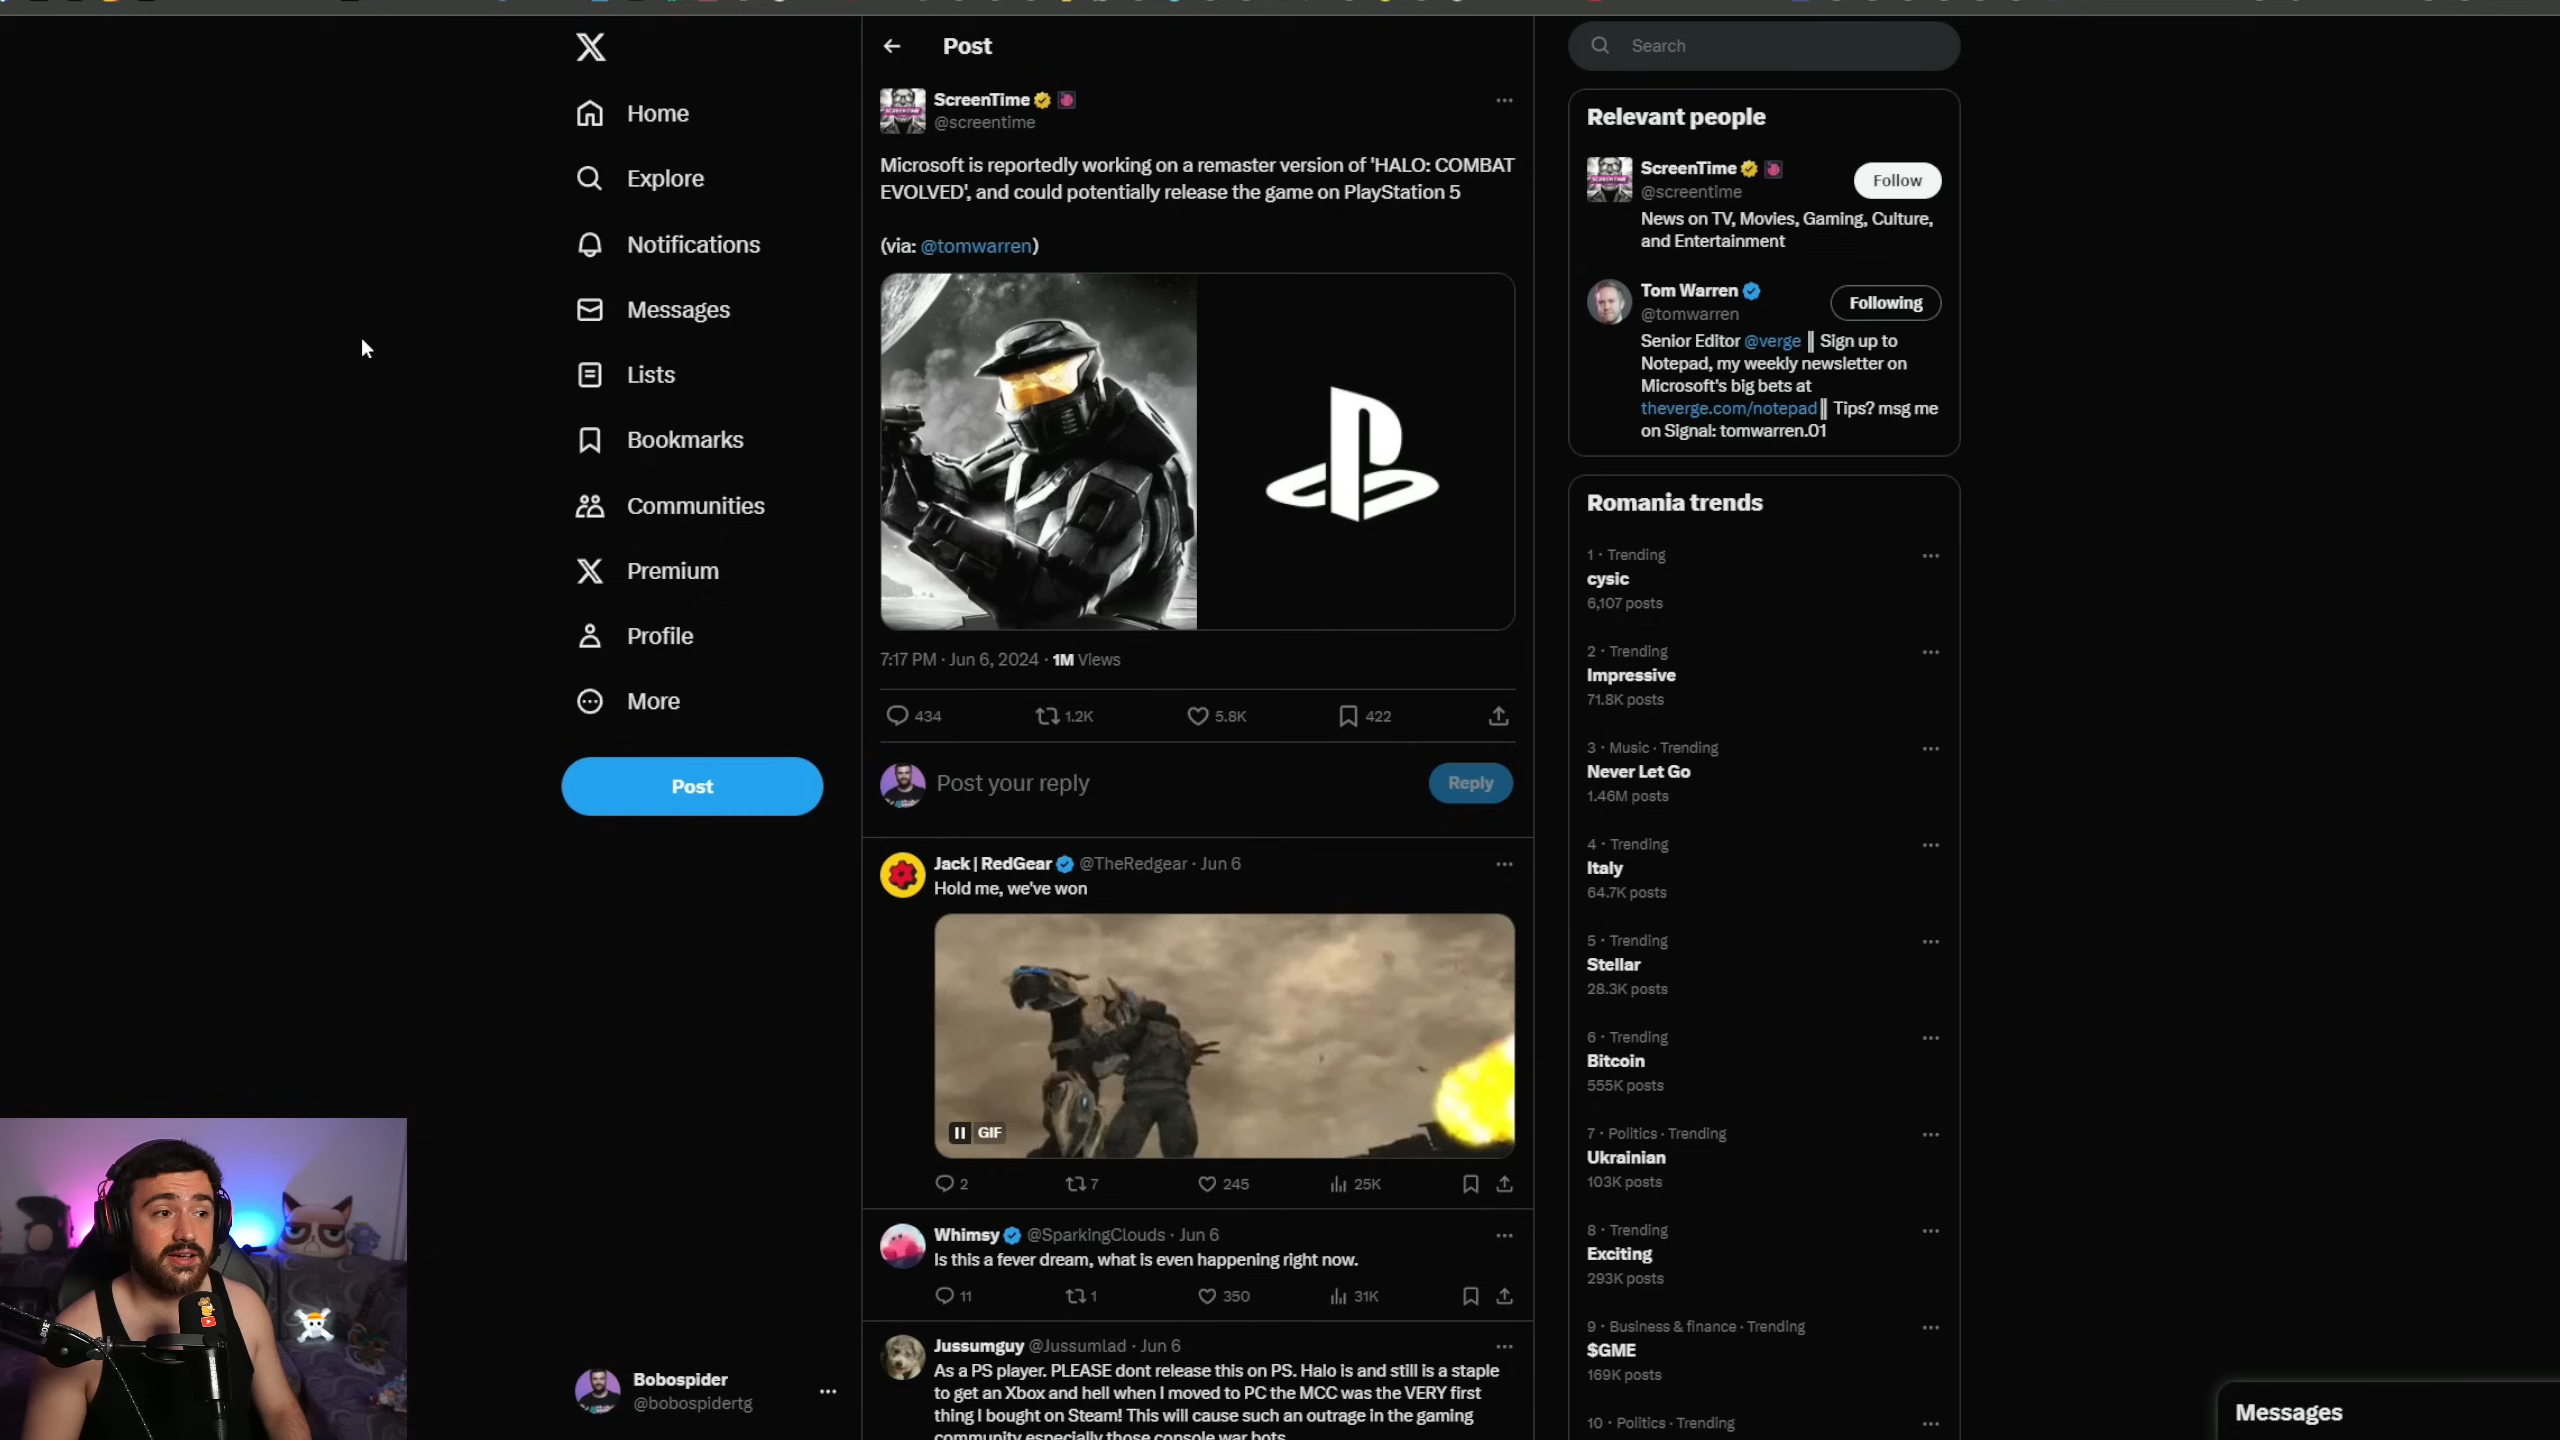 Home
Explore
Notifications
Messages
Lists
Bookmarks
Communities
Premium
Profile
More
Post
Bobospider
@bobospidertg
Post
ScreenTime
@screentime
Microsoft is reportedly working on a remaster version of 'HALO: COMBAT
EVOLVED', and could potentially release the game on PlayStation 5
(via: @tomwarren)
7:17 PM · Jun 6, 2024 · 1M Views
434 1.2K 5.8K 422
Post your reply Reply
Jack | RedGear @TheRedgear · Jun 6
Hold me, we've won
GIF
2 7 245 25K
Whimsy @SparkingClouds · Jun 6
Is this a fever dream, what is even happening right now.
11 1 350 31K
Jussumguy @Jussumlad · Jun 6
As a PS player. PLEASE dont release this on PS. Halo is and still is a staple
to get an Xbox and hell when I moved to PC the MCC was the VERY first
thing I bought on Steam! This will cause such an outrage in the gaming
community especially those console war bots
Search
Relevant people
ScreenTime
@screentime
Follow
News on TV, Movies, Gaming, Culture,
and Entertainment
Tom Warren
@tomwarren
Following
Senior Editor @verge || Sign up to
Notepad, my weekly newsletter on
Microsoft's big bets at
theverge.com/notepad || Tips? msg me
on Signal: tomwarren.01
Romania trends
1 · Trending
cysic
6,107 posts
2 · Trending
Impressive
71.8K posts
3 · Music · Trending
Never Let Go
1.46M posts
4 · Trending
Italy
64.7K posts
5 · Trending
Stellar
28.3K posts
6 · Trending
Bitcoin
555K posts
7 · Politics · Trending
Ukrainian
103K posts
8 · Trending
Exciting
293K posts
9 · Business & finance · Trending
$GME
169K posts
10 · Politics · Trending
Messages